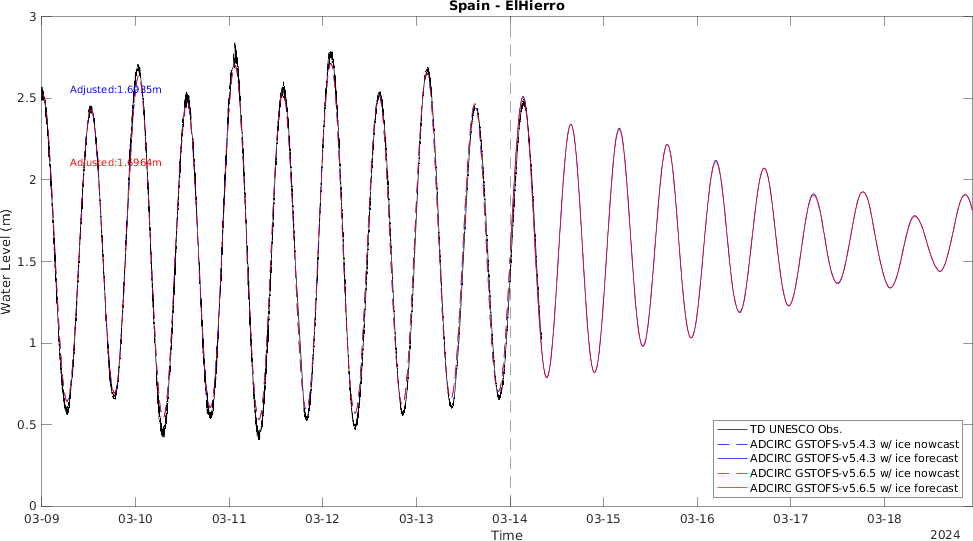 Spain - ElHierro
3
2.5
2
1.5
1
0.5
0
Water Level (m)
Adjusted:1.6935m
Adjusted:1.6964m
TD UNESCO Obs.
ADCIRC GSTOFS-v5.4.3 w/ ice nowcast
ADCIRC GSTOFS-v5.4.3 w/ ice forecast
ADCIRC GSTOFS-v5.6.5 w/ ice nowcast
ADCIRC GSTOFS-v5.6.5 w/ ice forecast
03-09 03-10 03-11 03-12 03-13 03-14 03-15 03-16 03-17 03-18
Time
2024